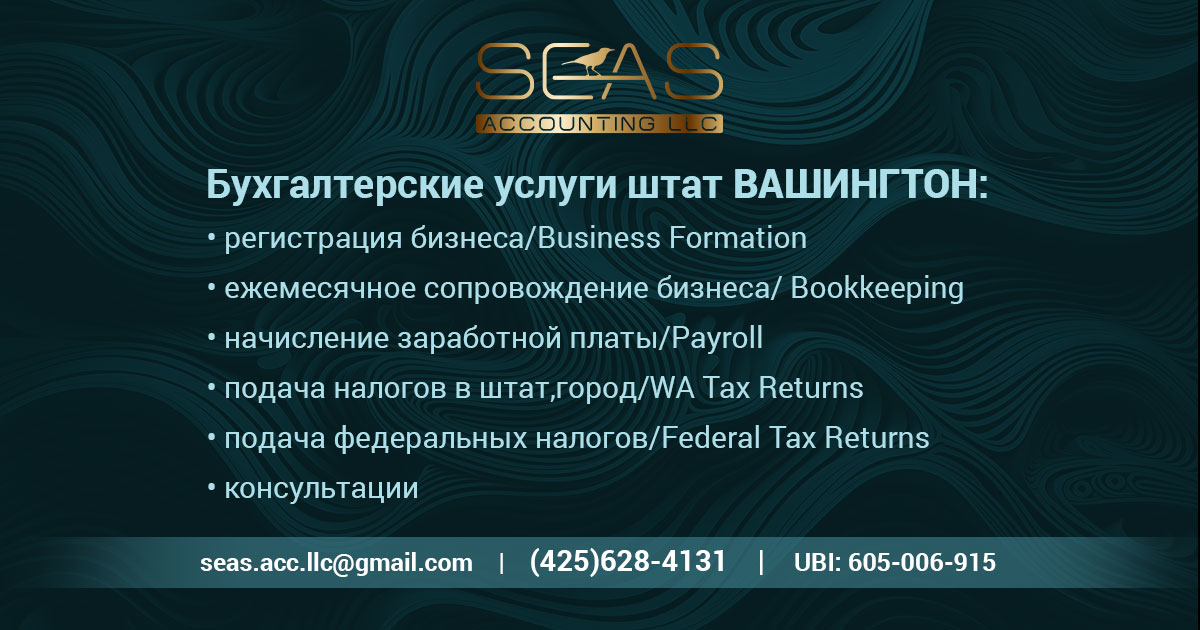 SEAS
ACCOUNTING LLC
Бухгалтерские услуги штат ВАШИНГТОН:
• регистрация бизнеса/Business Formation
• ежемесячное сопровождение бизнеса/ Bookkeeping
• начисление заработной платы/Payroll
• подача налогов в штат,город/WA Tax Returns
• подача федеральных налогов/Federal Tax Returns
• консультации
seas.acc.llc@gmail.com | (425)628-4131 | UBI: 605-006-915